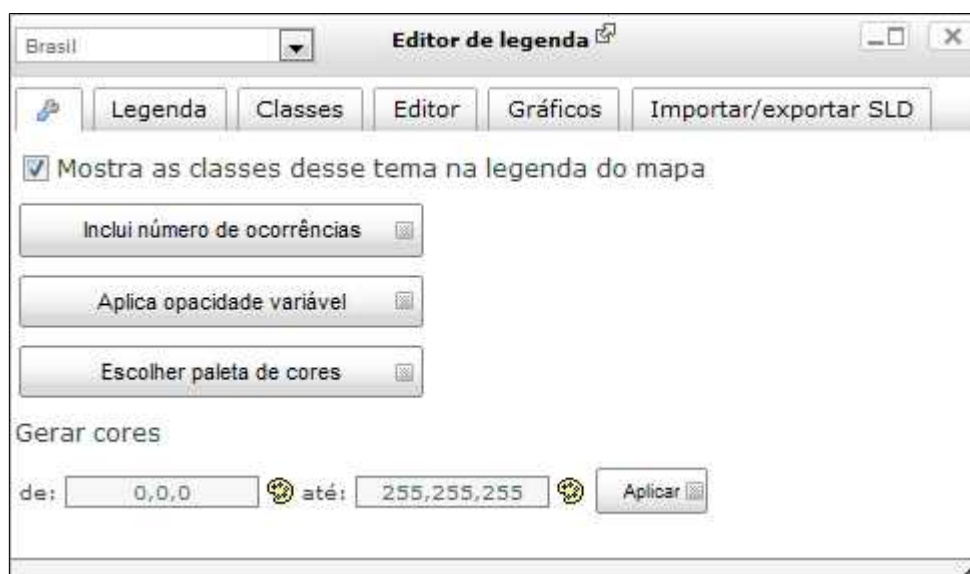 Brasil
Editor de legenda
Legenda Classes Editor Gráficos Importar/exportar SLD
Mostra as classes desse tema na legenda do mapa
Inclui número de ocorrências
Aplica opacidade variável
Escolher paleta de cores
Gerar cores
de: 0,0,0 até: 255,255,255 Aplicar